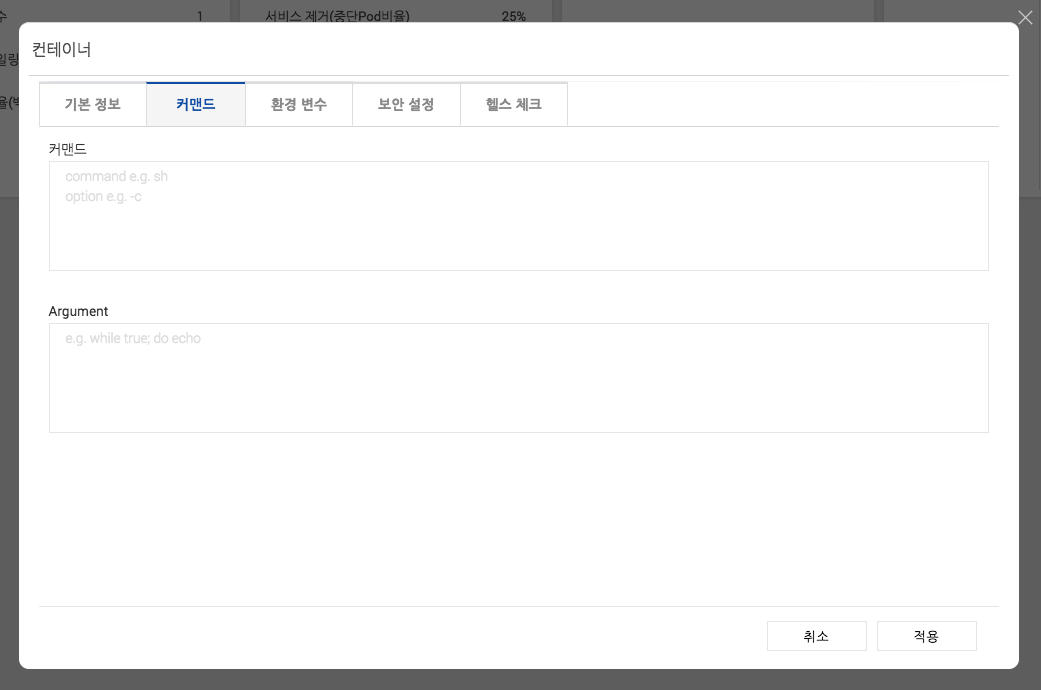 수 1 서비스 제거(중단Pod비율) 25%
컨테이너
일링
율(백
기본 정보 커맨드 환경 변수 보안 설정 헬스 체크
커맨드
command e.g. sh
option e.g. -c
Argument
e.g. while true; do echo
취소 적용